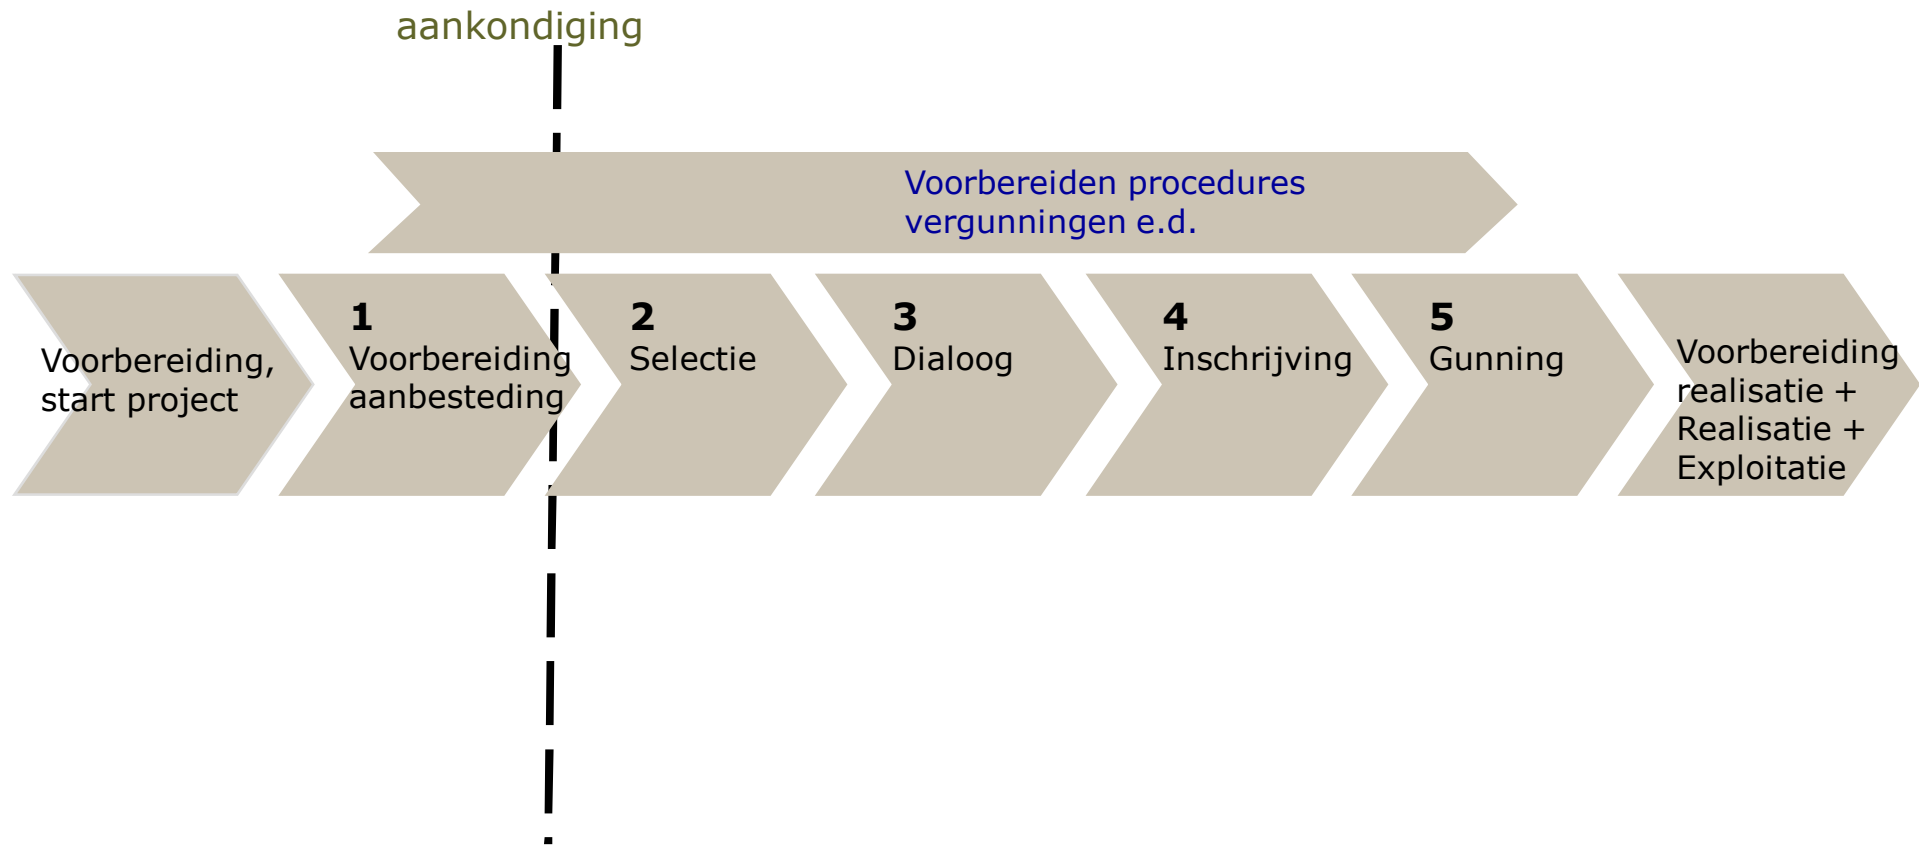 aankondiging
Voorbereiden procedures
vergunningen e.d.
Voorbereiding,
start project
1
Voorbereiding
aanbesteding
2
Selectie
3
Dialoog
4
Inschrijving
5
Gunning
Voorbereiding
realisatie +
Realisatie +
Exploitatie